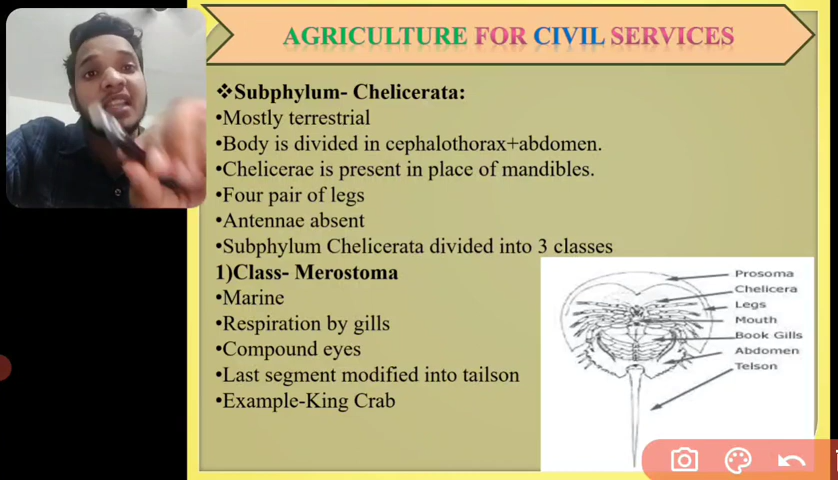 AGRICULTURE FOR CIVIL SERVICES
❖Subphylum- Chelicerata:
•Mostly terrestrial
•Body is divided in cephalothorax+abdomen.
•Chelicerae is present in place of mandibles.
•Four pair of legs
•Antennae absent
•Subphylum Chelicerata divided into 3 classes
1)Class- Merostoma
•Marine
•Respiration by gills
•Compound eyes
•Last segment modified into tailson
•Example-King Crab
Prosoma
Chelicera
Legs
Mouth
Book Gills
Abdomen
Telson